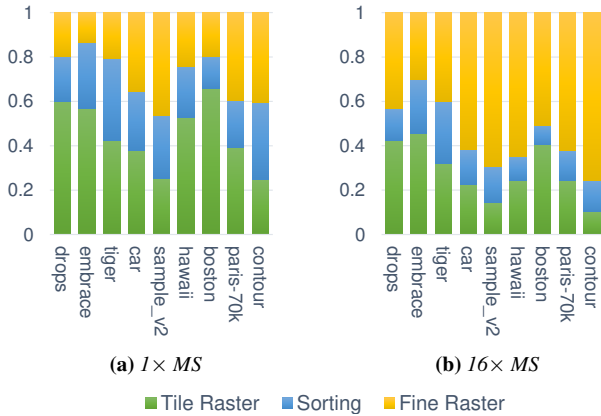 1
0.8
0.6
0.4
0.2
0
drops
embrace
tiger
car
sample_v2
hawaii
boston
paris-70k
contour
(a) 1× MS
1
0.8
0.6
0.4
0.2
0
drops
embrace
tiger
car
sample_v2
hawaii
boston
paris-70k
contour
(b) 16× MS
Tile Raster Sorting Fine Raster